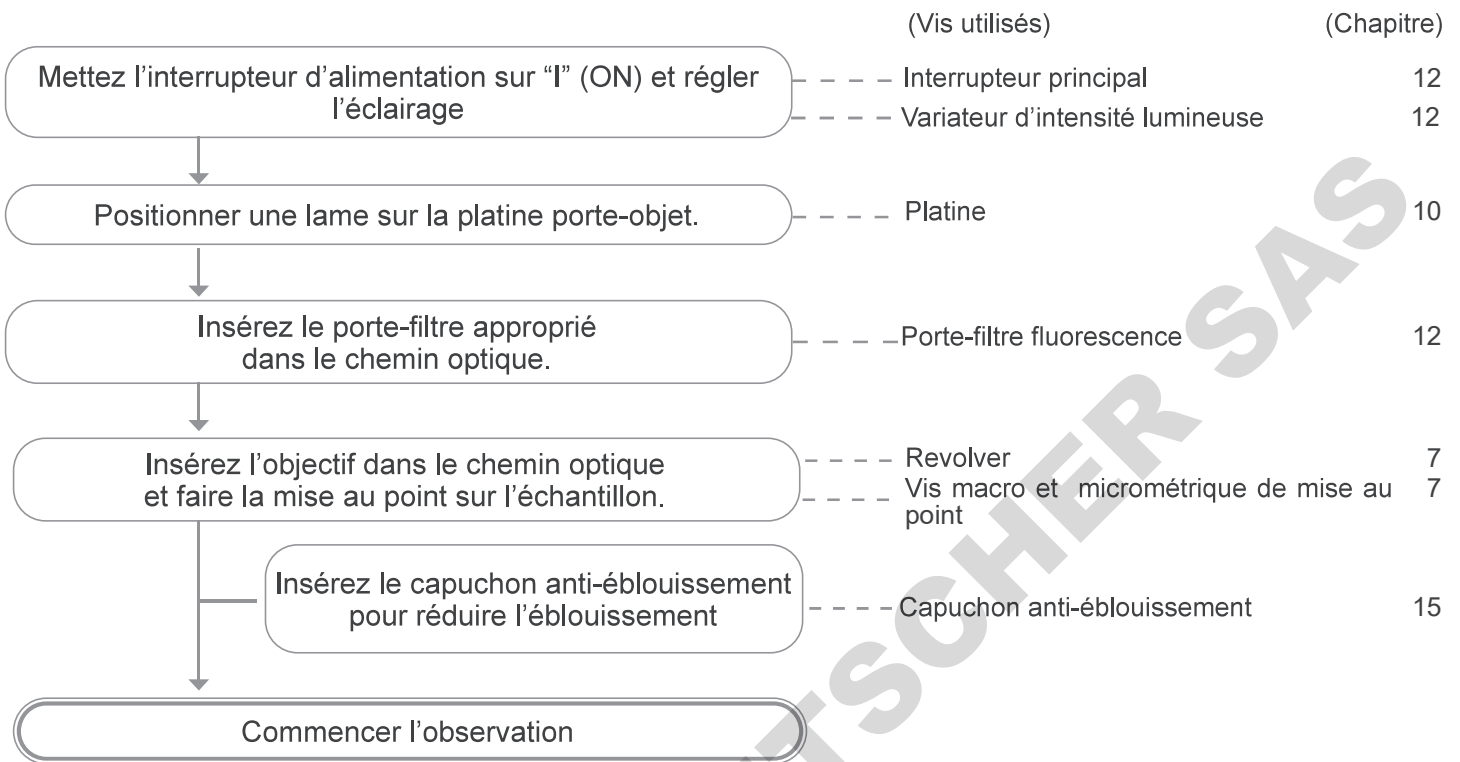 (Vis utilisés) (Chapitre)
Mettez l’interrupteur d’alimentation sur “I” (ON) et régler
l’éclairage
Interrupteur principal 12
Variateur d’intensité lumineuse 12
Positionner une lame sur la platine porte-objet.
Platine 10
Insérez le porte-filtre approprié
dans le chemin optique.
Porte-filtre fluorescence 12
Insérez l’objectif dans le chemin optique
et faire la mise au point sur l’échantillon.
Revolver 7
Vis macro et micrométrique de mise au 7
point
Insérez le capuchon anti-éblouissement
pour réduire l’éblouissement
Capuchon anti-éblouissement 15
Commencer l’observation
TSCHER SAS